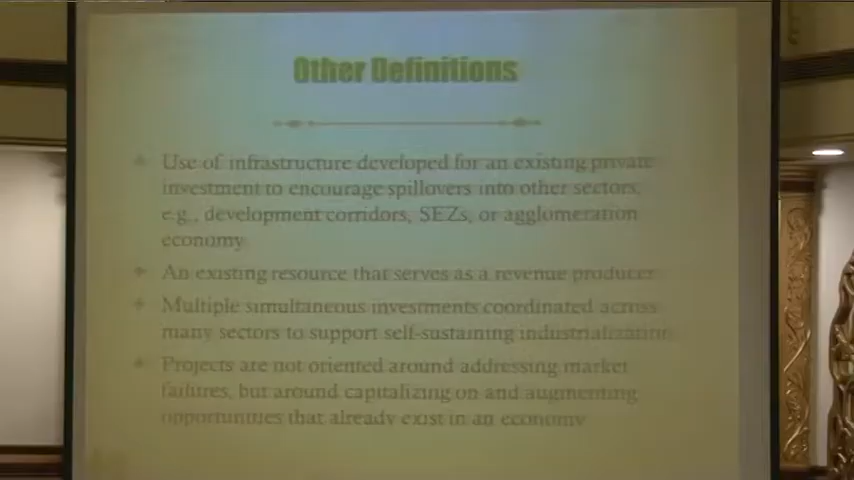 Other Definitions
Use of infrastructure developed for an existing private
investment to encourage spillovers into other sectors,
e.g., development corridors, SEZs, or agglomeration
economy
An existing resource that serves as a revenue producer
Multiple simultaneous investments coordinated across
many sectors to support self-sustaining industrialization
Projects are not oriented around addressing market
failures, but around capitalizing on and augmenting
opportunities that already exist in an economy